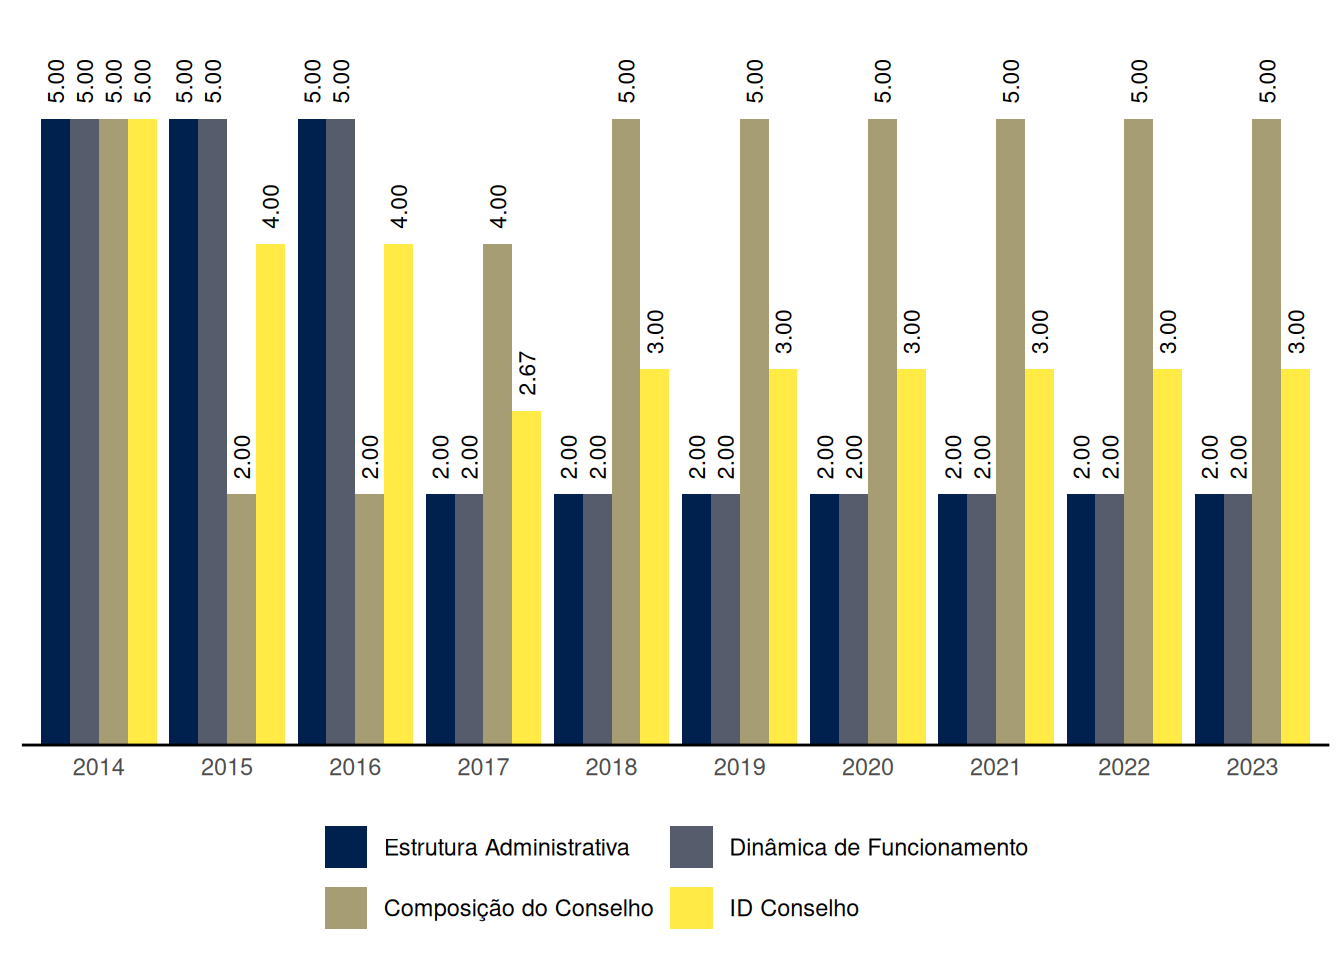 5.00 5.00 5.00 5.00 5.00 5.00 2.00 4.00 5.00 5.00 2.00 4.00 2.00 2.00 4.00 2.67 2.00 2.00 5.00 3.00 2.00 2.00 5.00 3.00 2.00 2.00 5.00 3.00 2.00 2.00 5.00 3.00 2.00 2.00 5.00 3.00 2.00 2.00 5.00 3.00
2014 2015 2016 2017 2018 2019 2020 2021 2022 2023
Estrutura Administrativa Dinâmica de Funcionamento
Composição do Conselho ID Conselho